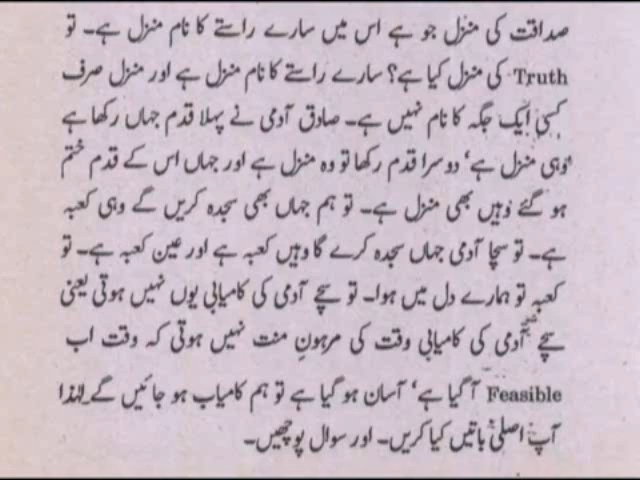 صداقت کی منزل جو ہے اس میں سارے راستے کا نام منزل ہے۔ تو
Truth کی منزل کیا ہے؟ سارے راستے کا نام منزل ہے اور منزل صرف
کسی ایک جگہ کا نام نہیں ہے۔ صادق آدمی نے پہلا قدم جہاں رکھا ہے
وہی منزل ہے‘ دوسرا قدم رکھا تو وہ منزل ہے اور جہاں اس کے قدم ختم
ہو گئے وہیں بھی منزل ہے۔ تو ہم جہاں بھی سجدہ کریں گے وہی کعبہ
ہے۔ تو سچا آدمی جہاں سجدہ کرے گا وہیں کعبہ ہے اور عین کعبہ ہے۔ تو
کعبہ تو ہمارے دل میں ہوا۔ تو سچے آدمی کی کامیابی یوں نہیں ہوتی یعنی
سچے آدمی کی کامیابی وقت کی مرہونِ منت نہیں ہوتی کہ وقت اب
Feasible آ گیا ہے‘ آسان ہو گیا ہے تو ہم کامیاب ہو جائیں گے۔ لہٰذا
آپ اصلی باتیں کیا کریں۔ اور سوال پوچھیں۔